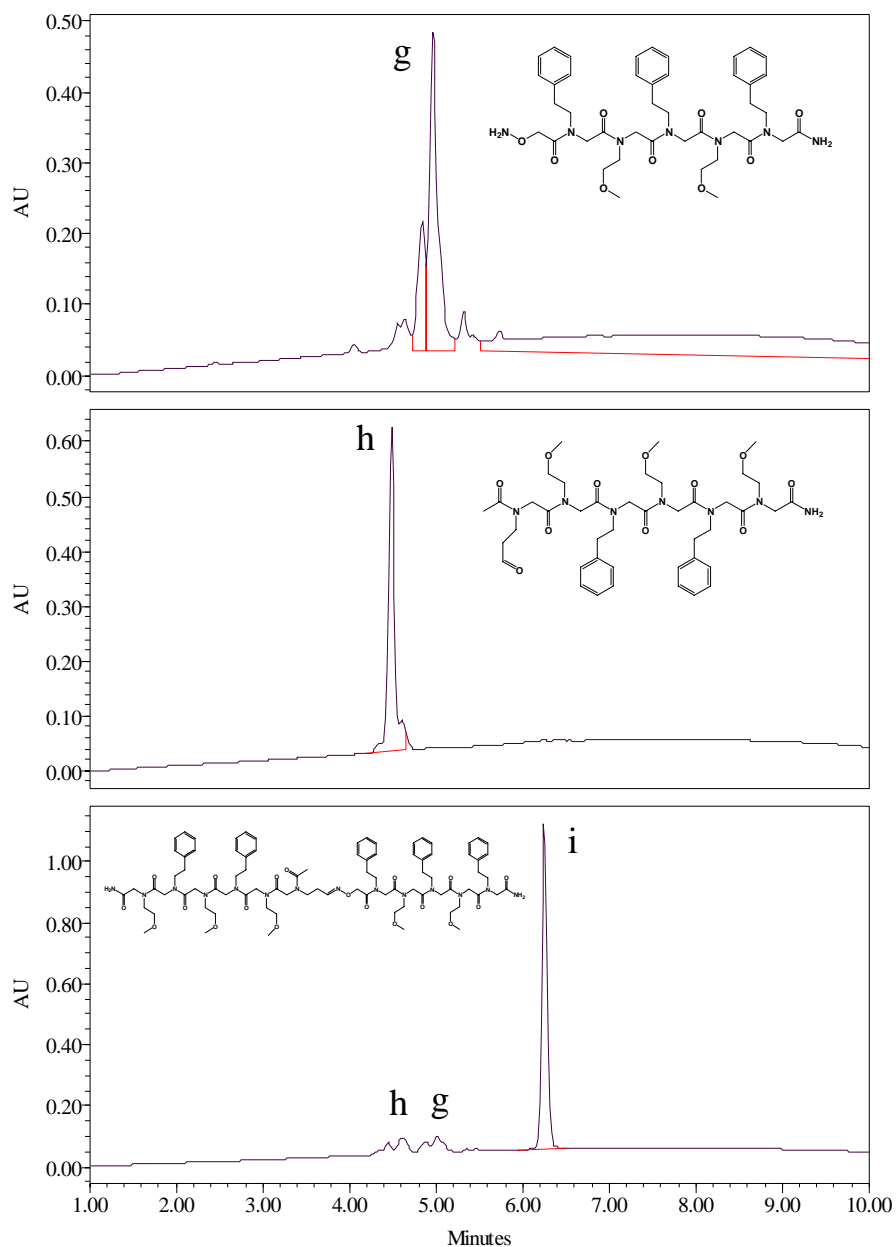 0.50
0.40
0.30
0.20
0.10
0.00
AU
g
O O O
H₂N O N N N N N NH₂
O O O
O O
0.60
0.50
0.40
0.30
0.20
0.10
0.00
AU
h
O O O
O O O O
N N N N N N NH₂
O O O
O
1.00
0.80
0.60
0.40
0.20
0.00
AU
i
O
O O O O O O
H₂N N N N N N N N O N N N N N NH₂
O O O O O O
O O O O O
h g
1.00 2.00 3.00 4.00 5.00 6.00 7.00 8.00 9.00 10.00
Minutes